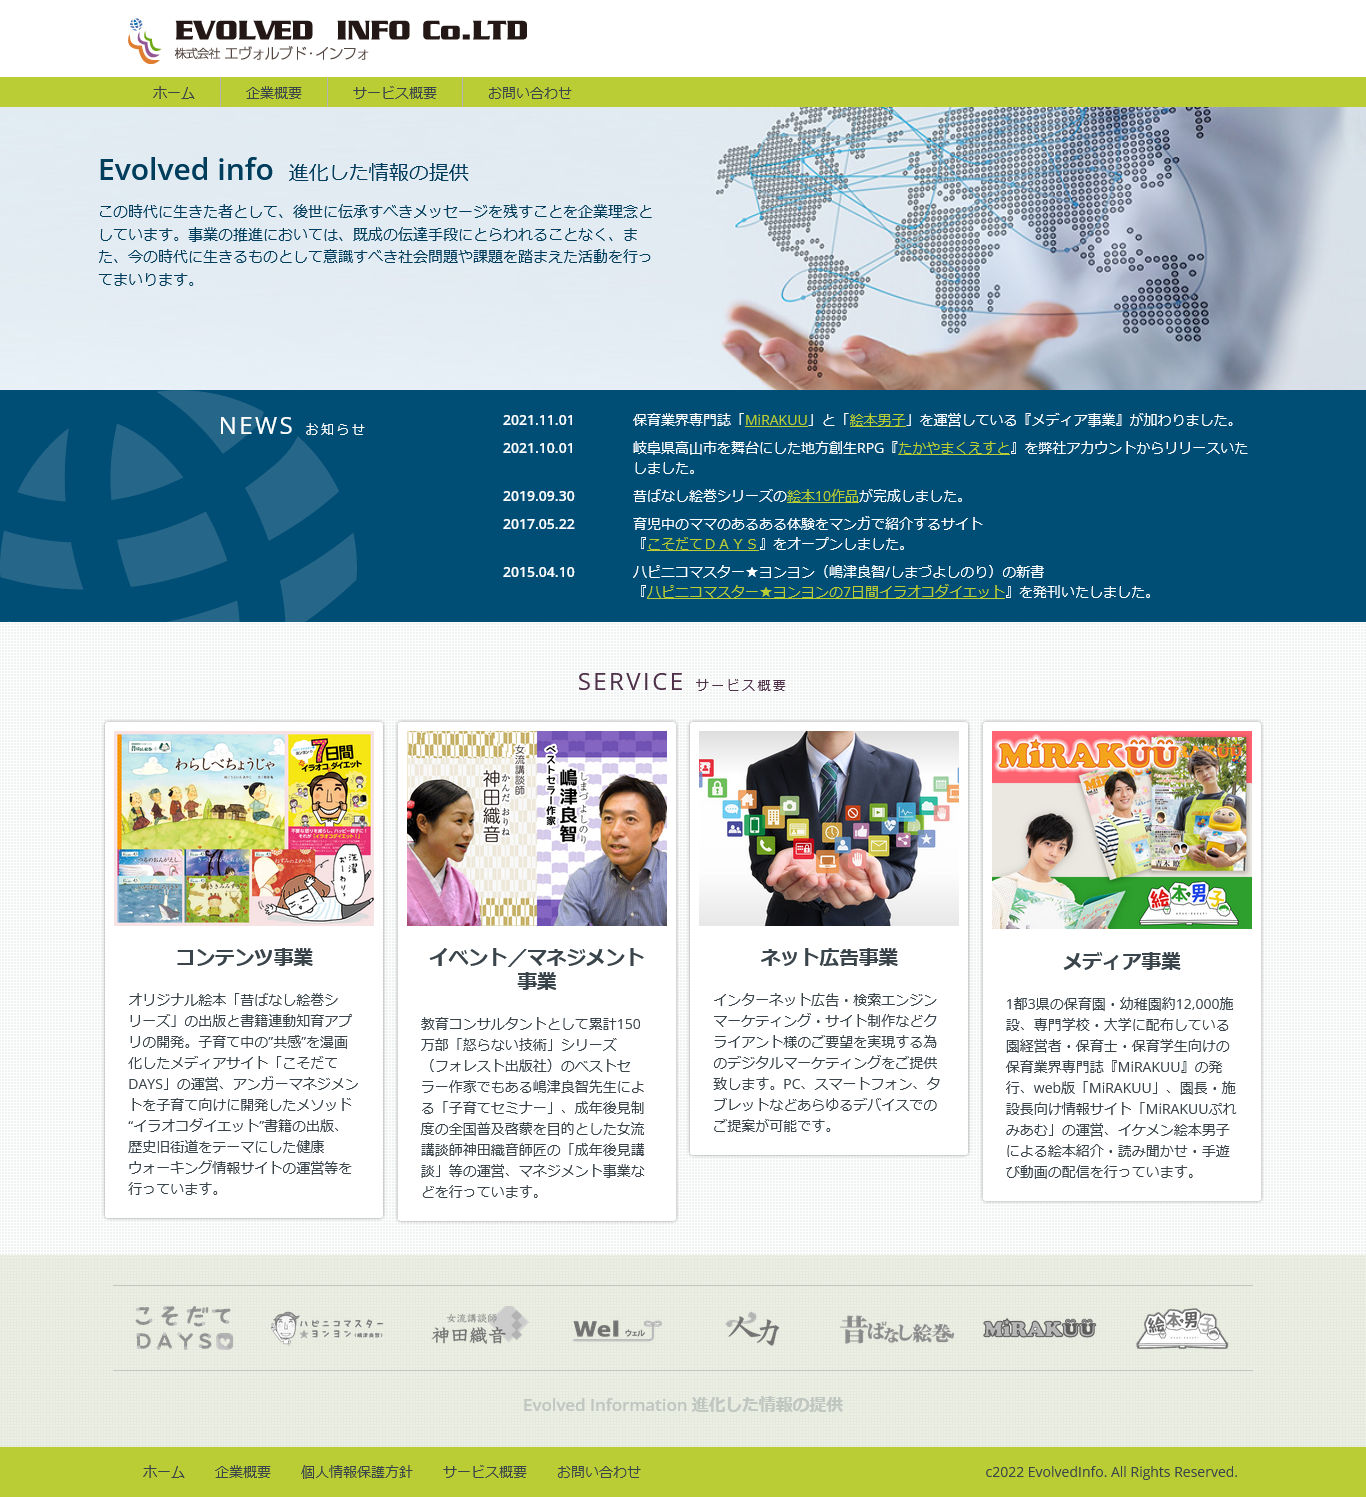 EVOLVED INFO Co.LTD
株式会社 エヴォルブド・インフォ
ホーム
企業概要
サービス概要
お問い合わせ
Evolved info 進化した情報の提供
この時代に生きた者として、後世に伝承すべきメッセージを残すことを企業理念と
しています。事業の推進においては、既成の伝達手段にとらわれることなく、ま
た、今の時代に生きるものとして意識すべき社会問題や課題を踏まえた活動を行っ
てまいります。
NEWS お知らせ
2021.11.01 保育業界専門誌「MiRAKUU」と「絵本男子」を運営している『メディア事業』が加わりました。
2021.10.01 岐阜県高山市を舞台にした地方創生RPG『たかやまくえすと』を弊社アカウントからリリースいた
しました。
2019.09.30 昔ばなし絵巻シリーズの絵本10作品が完成しました。
2017.05.22 育児中のママのあるある体験をマンガで紹介するサイト
『こそだてＤＡＹＳ』をオープンしました。
2015.04.10 ハピニコマスター★ヨンヨン（嶋津良智/しまづよしのり）の新書
『ハピニコマスター★ヨンヨンの7日間イラオコダイエット』を発刊いたしました。
SERVICE サービス概要
わらしべちょうじゃ
7日間
イラオコダイエット
洗濯
おーわりっ
コンテンツ事業
オリジナル絵本「昔ばなし絵巻シ
リーズ」の出版と書籍連動知育アプ
リの開発。子育て中の”共感”を漫画
化したメディアサイト「こそだて
DAYS」の運営、アンガーマネジメン
トを子育て向けに開発したメソッド
“イラオコダイエット”書籍の出版、
歴史旧街道をテーマにした健康
ウォーキング情報サイトの運営等を
行っています。
女流講談師
神田織音
かんだ おりね
ベストセラー作家
嶋津良智
しまづよしのり
イベント／マネジメント
事業
教育コンサルタントとして累計150
万部「怒らない技術」シリーズ
（フォレスト出版社）のベストセ
ラー作家でもある嶋津良智先生によ
る「子育てセミナー」、成年後見制
度の全国普及啓蒙を目的とした女流
講談師神田織音師匠の「成年後見講
談」等の運営、マネジメント事業な
どを行っています。
ネット広告事業
インターネット広告・検索エンジン
マーケティング・サイト制作などク
ライアント様のご要望を実現する為
のデジタルマーケティングをご提供
致します。PC、スマートフォン、タ
ブレットなどあらゆるデバイスでの
ご提案が可能です。
MiRAKUU
絵本男子
メディア事業
1都3県の保育園・幼稚園約12,000施
設、専門学校・大学に配布している
園経営者・保育士・保育学生向けの
保育業界専門誌『MiRAKUU』の発
行、web版「MiRAKUU」、園長・施
設長向け情報サイト「MiRAKUUぷれ
みあむ」の運営、イケメン絵本男子
による絵本紹介・読み聞かせ・手遊
び動画の配信を行っています。
こそだて
DAYS
ハピニコマスター
★ヨンヨン(嶋津良智)
女流講談師
神田織音
Wel ウェル
昔ばなし絵巻
MiRAKUU
絵本男子
Evolved Information 進化した情報の提供
ホーム
企業概要
個人情報保護方針
サービス概要
お問い合わせ
c2022 EvolvedInfo. All Rights Reserved.